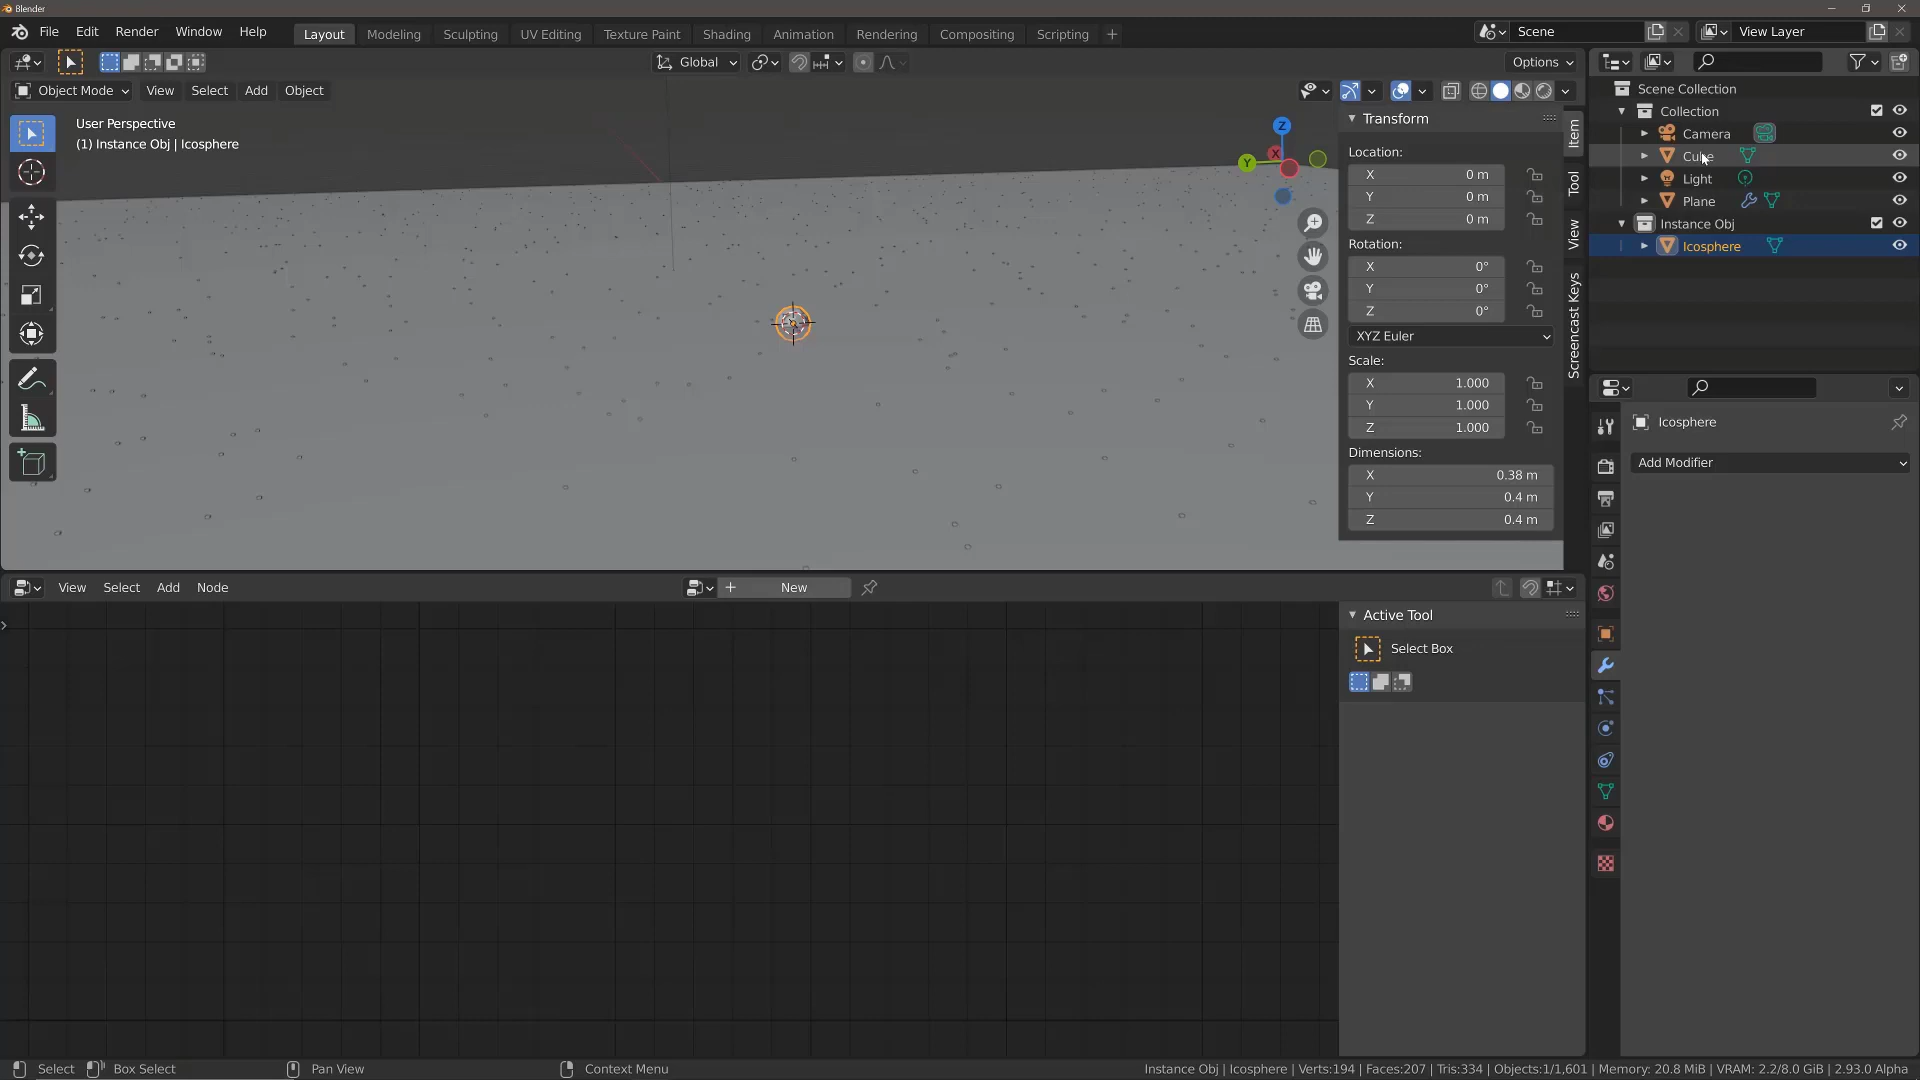 Blender
File Edit Render Window Help Layout Modeling Sculpting UV Editing Texture Paint Shading Animation Rendering Compositing Scripting + Scene View Layer
Global Options
Object Mode View Select Add Object
User Perspective
(1) Instance Obj | Icosphere
Z
Y
X
Transform
Location:
X 0 m
Y 0 m
Z 0 m
Rotation:
X 0°
Y 0°
Z 0°
XYZ Euler
Scale:
X 1.000
Y 1.000
Z 1.000
Dimensions:
X 0.38 m
Y 0.4 m
Z 0.4 m
Item
Tool
View
Screencast Keys
Scene Collection
Collection
Camera
Cube
Light
Plane
Instance Obj
Icosphere
Icosphere
Add Modifier
View Select Add Node + New
Active Tool
Select Box
Select Box Select Pan View Context Menu Instance Obj | Icosphere | Verts:194 | Faces:207 | Tris:334 | Objects:1/1,601 | Memory: 20.8 MiB | VRAM: 2.2/8.0 GiB | 2.93.0 Alpha